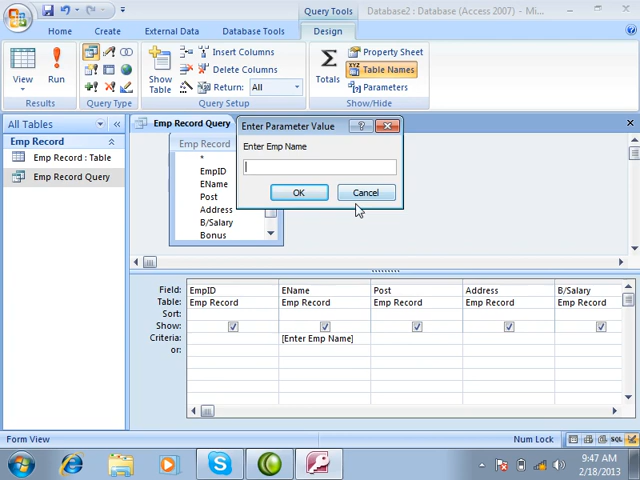 Query Tools
Database2 : Database (Access 2007) - Mi...
Home
Create
External Data
Database Tools
Design
View
Run
Results
Query Type
Show Table
Insert Columns
Delete Columns
Return:
All
Query Setup
Σ
Totals
Property Sheet
XYZ
Table Names
Parameters
Show/Hide
All Tables
Emp Record
Emp Record : Table
Emp Record Query
Emp Record Query
Emp Record
*
EmpID
EName
Post
Address
B/Salary
Bonus
Enter Parameter Value
?
Enter Emp Name
OK
Cancel
Field: EmpID EName Post Address B/Salary
Table: Emp Record Emp Record Emp Record Emp Record Emp Record
Sort:
Show:
Criteria: [Enter Emp Name]
or:
Form View
Num Lock
SQL
9:47 AM
2/18/2013